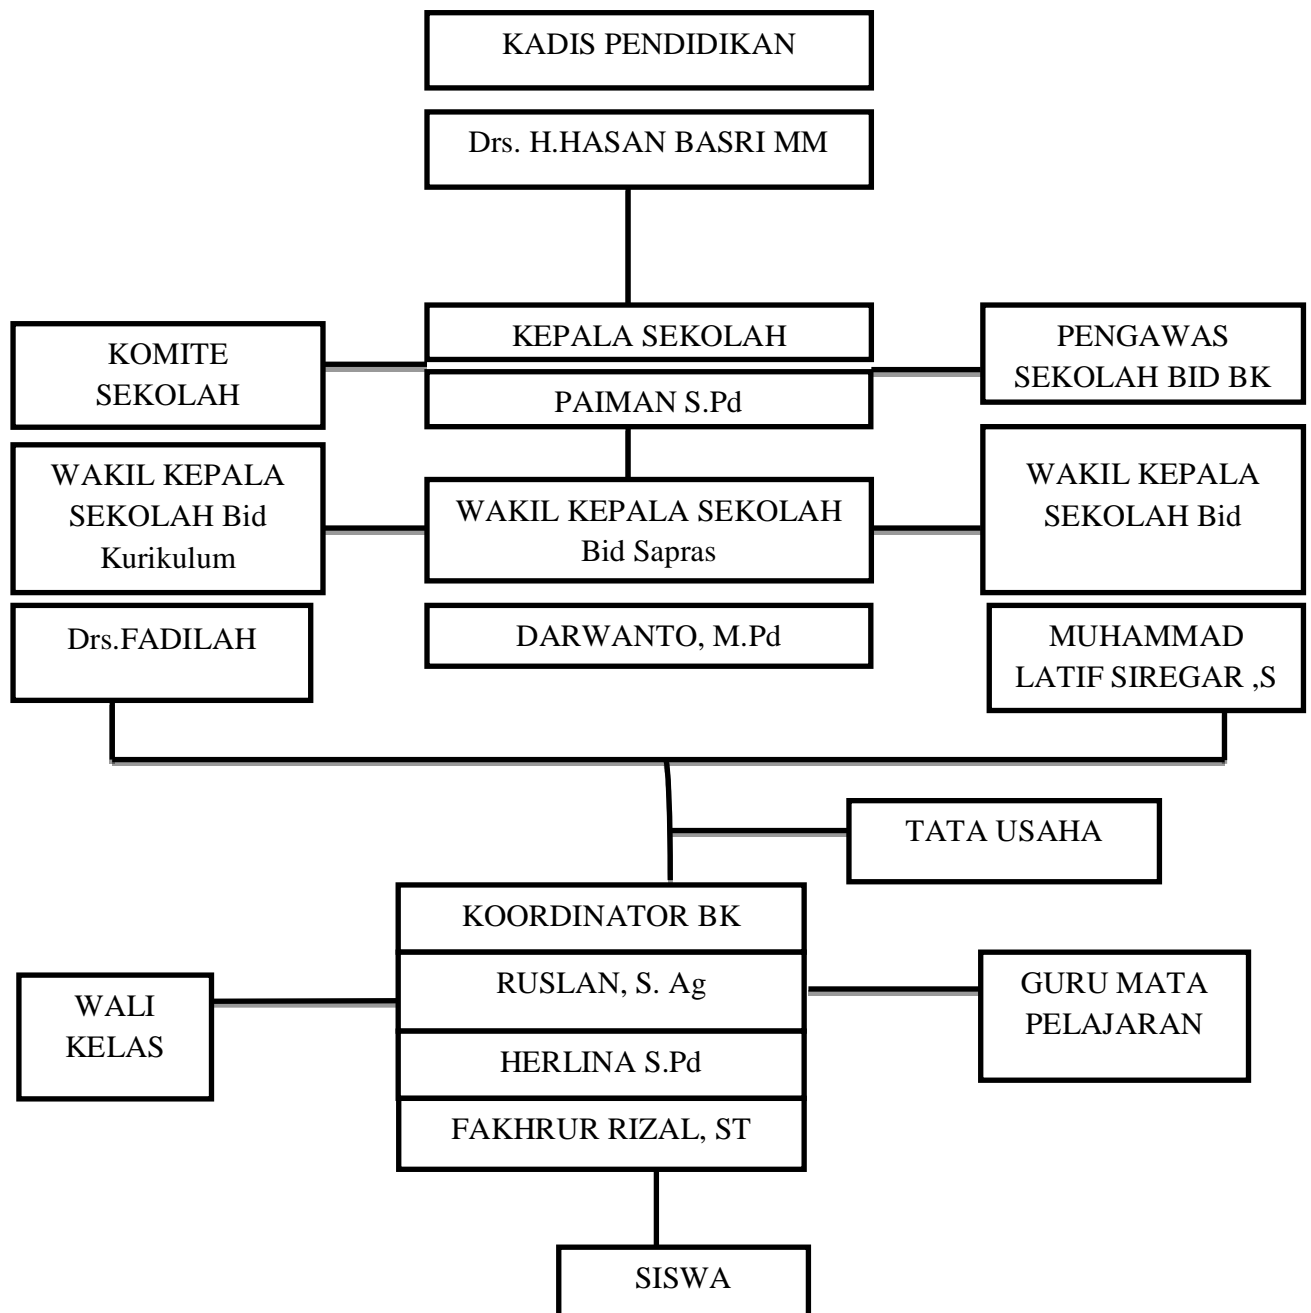 KADIS PENDIDIKAN
Drs. H.HASAN BASRI MM
KOMITE
SEKOLAH
KEPALA SEKOLAH
PAIMAN S.Pd
PENGAWAS
SEKOLAH BID BK
WAKIL KEPALA
SEKOLAH Bid
Kurikulum
WAKIL KEPALA SEKOLAH
Bid Sapras
WAKIL KEPALA
SEKOLAH Bid
Drs.FADILAH
DARWANTO, M.Pd
MUHAMMAD
LATIF SIREGAR ,S
TATA USAHA
KOORDINATOR BK
WALI
KELAS
RUSLAN, S. Ag
HERLINA S.Pd
FAKHRUR RIZAL, ST
GURU MATA
PELAJARAN
SISWA